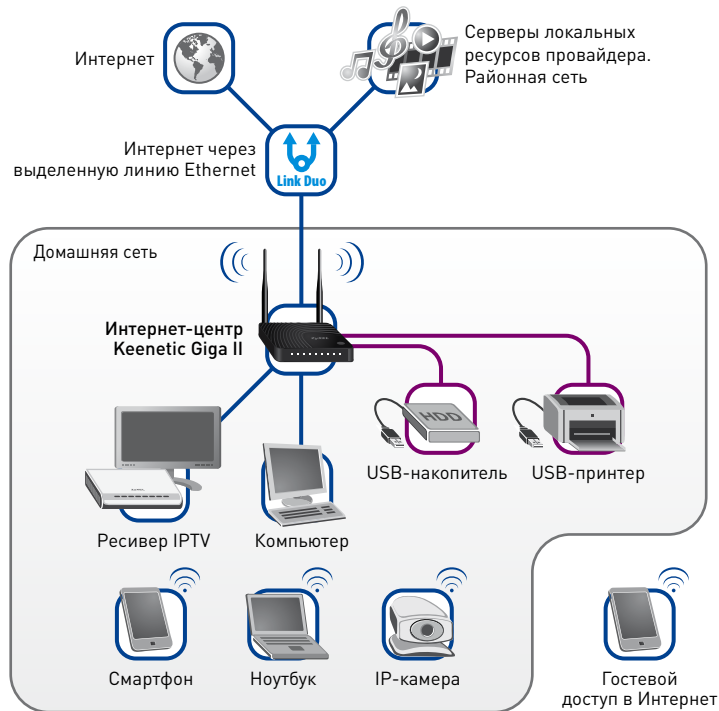 Интернет
Серверы локальных
ресурсов провайдера.
Районная сеть
Интернет через
выделенную линию Ethernet
Link Duo
Домашняя сеть
Интернет-центр
Keenetic Giga II
ZyXEL
HDD
USB-накопитель
USB-принтер
Ресивер IPTV
Компьютер
Смартфон
Ноутбук
IP-камера
Гостевой
доступ в Интернет